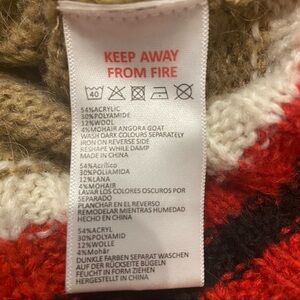 KEEP AWAY
FROM FIRE
40
54%ACRYLIC
30%POLYAMIDE
12%WOOL
4%MOHAIR ANGORA GOAT
WASH DARK COLOURS SEPARATELY
IRON ON REVERSE SIDE
RESHAPE WHILE DAMP
MADE IN CHINA
54%Acrílico
30%POLIAMIDA
12%LANA
4%MOHAIR
LAVAR LOS COLORES OSCUROS POR
SEPARADO
PLANCHAR EN EL REVERSO
REMODELAR MIENTRAS HUMEDAD
HECHO EN CHINA
54%ACRYL
30%POLYAMID
12%WOLLE
4%Mohär
DUNKLE FARBEN SEPARAT WASCHEN
AUF DER RÜCKSEITE BÜGELN
FEUCHT IN FORM ZIEHEN
HERGESTELLT IN CHINA